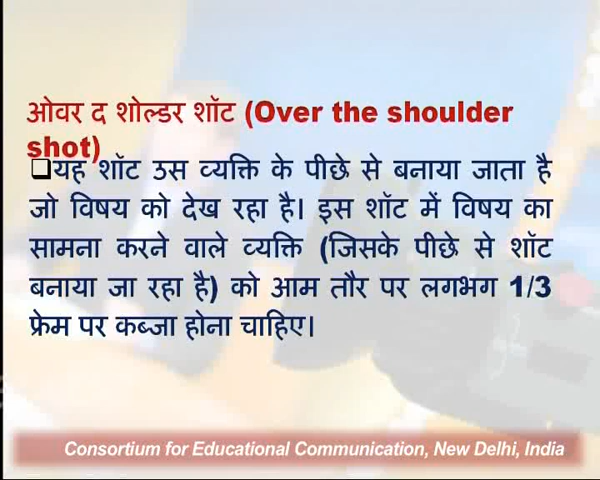 ओवर द शोल्डर शॉट (Over the shoulder
shot)
❑यह शॉट उस व्यक्ति के पीछे से बनाया जाता है
जो विषय को देख रहा है। इस शॉट में विषय का
सामना करने वाले व्यक्ति (जिसके पीछे से शॉट
बनाया जा रहा है) को आम तौर पर लगभग 1/3
फ्रेम पर कब्जा होना चाहिए।
Consortium for Educational Communication, New Delhi, India